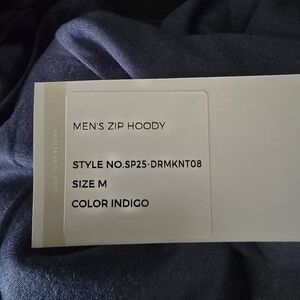 MEN'S ZIP HOODY
STYLE NO.SP25-DRMKNT08
SIZE M
COLOR INDIGO